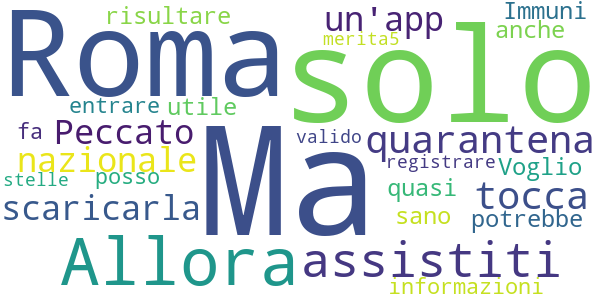 risultare
Roma
un'app
Immuni
merita5
anche
solo
entrare
utile
fa
Peccato
Ma
valido
quarantena
nazionale
registrare
Voglio
stelle
posso
quasi
tocca
scaricarla
sano
potrebbe
Allora
assistiti
informazioni